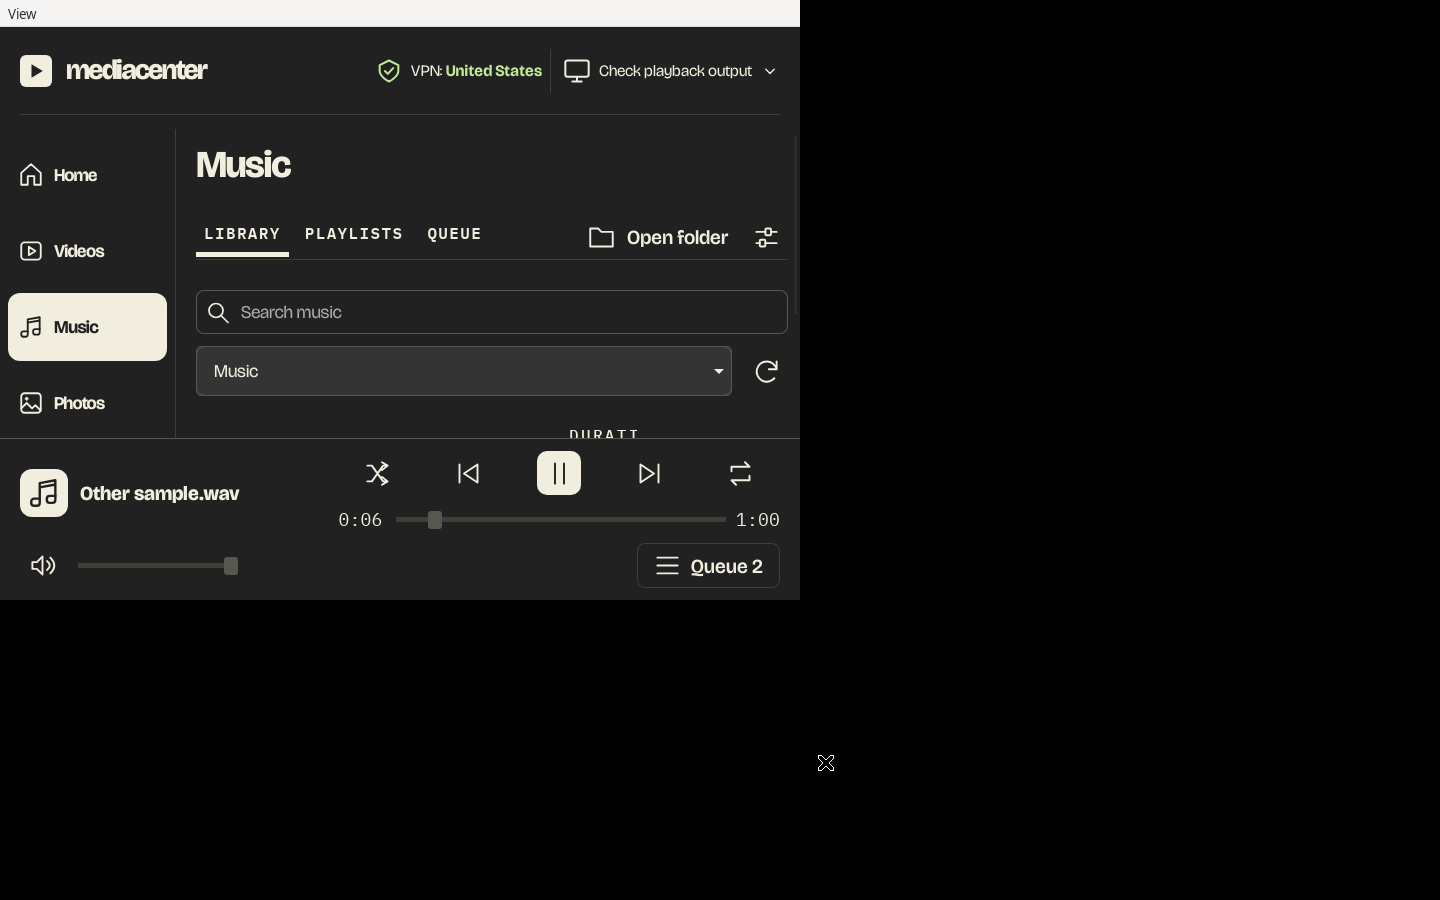 View
mediacenter
VPN: United States
Check playback output
Home
Videos
Music
Photos
Music
LIBRARY PLAYLISTS QUEUE
Open folder
Search music
Music
DURATI
Other sample.wav
0:06
1:00
Queue 2